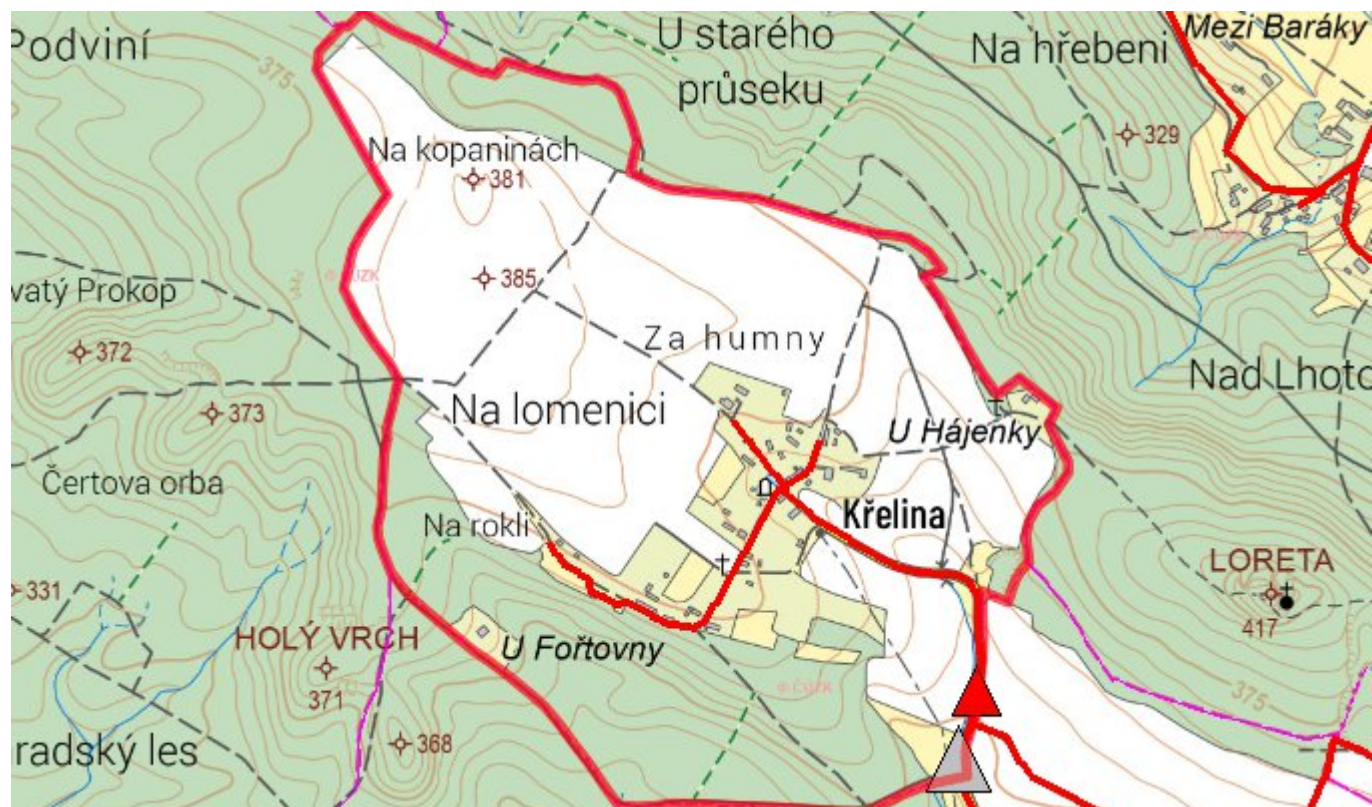 Podviní
375
U starého
průseku
Na hřebeni
Mezi Baráky
329
Na kopaninách
381
385
© ČÚZK
vatý Prokop
372
373
Za humny
Nad Lhoto
Na lomenici
U Hájenky
Čertova orba
Na rokli
Křelina
LORETA
417
331
HOLÝ VRCH
371
U Fořtovny
© ČÚZK
375
368
radský les